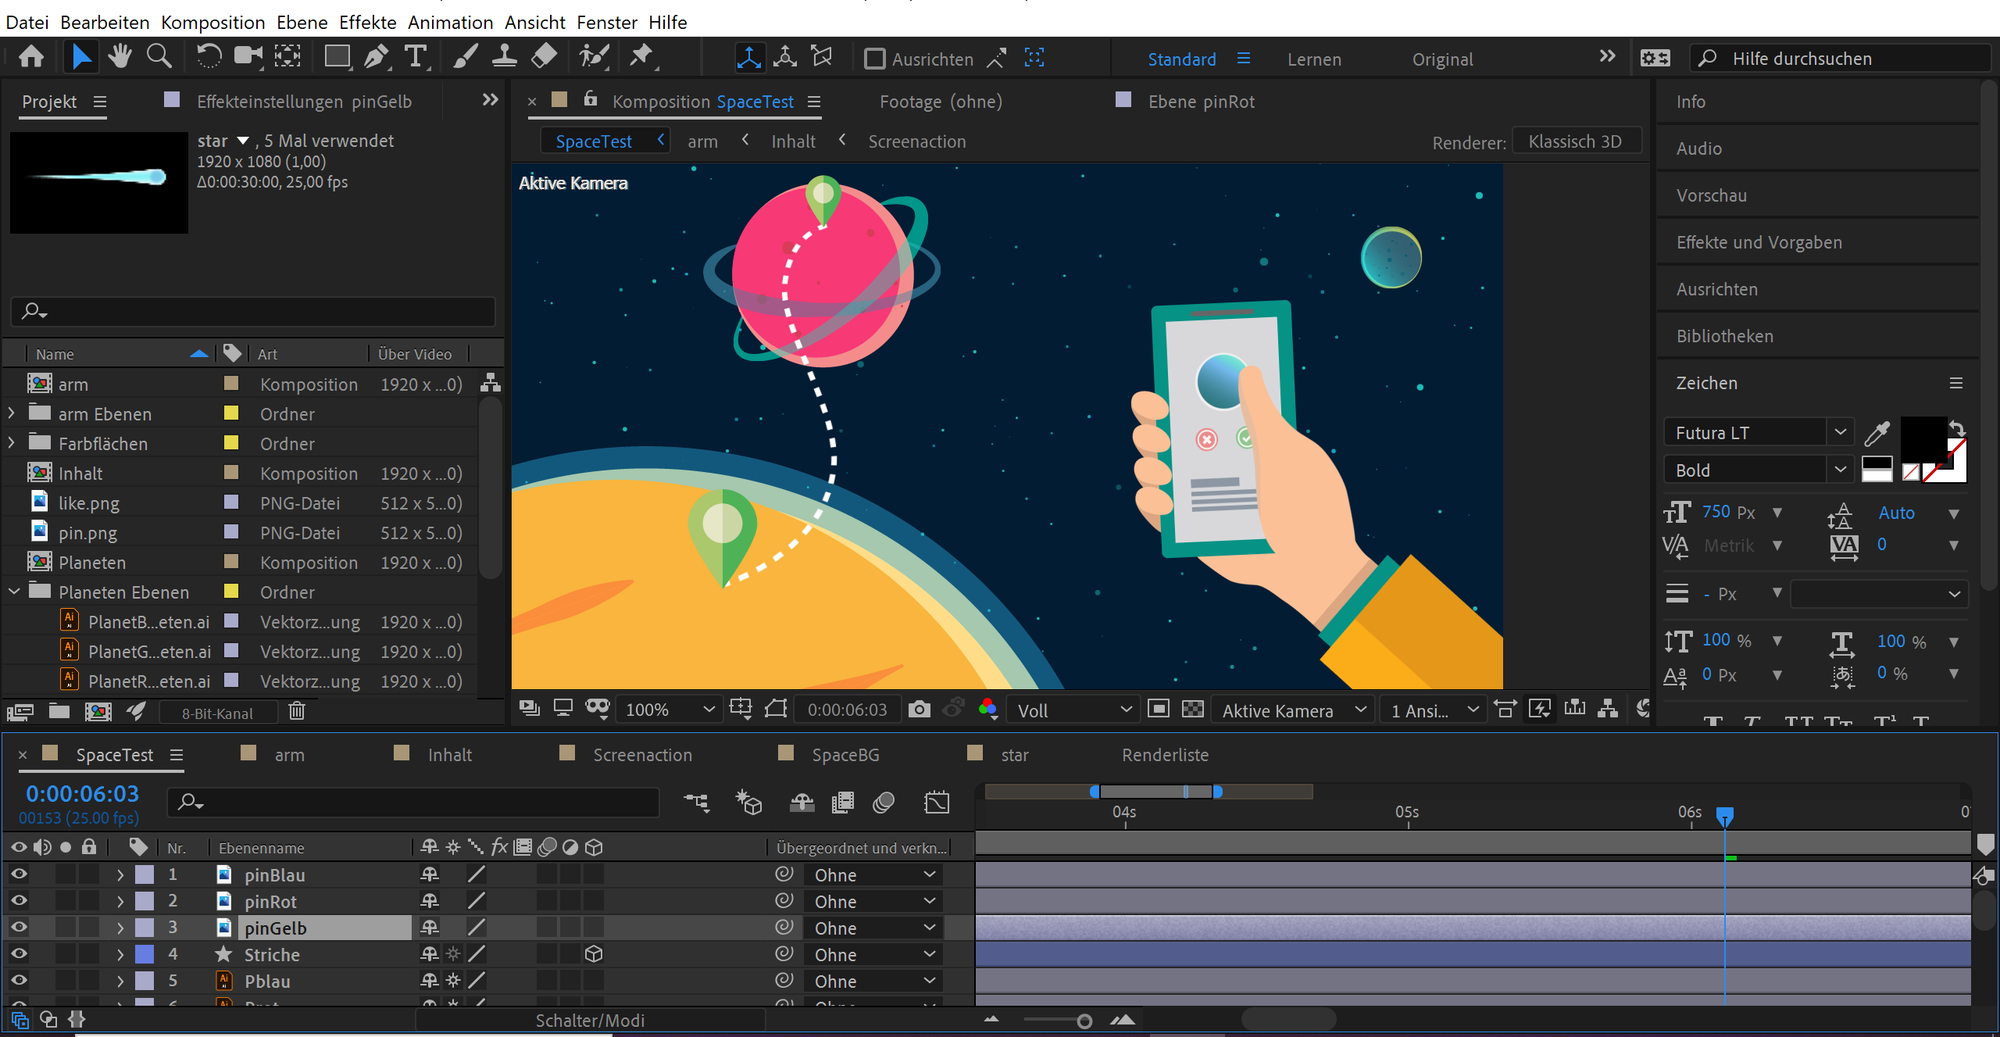 Datei Bearbeiten Komposition Ebene Effekte Animation Ansicht Fenster Hilfe
Ausrichten
Standard Lernen Original
Hilfe durchsuchen
Projekt Effekteinstellungen pinGelb
star , 5 Mal verwendet
1920 x 1080 (1,00)
Δ0:00:30:00, 25,00 fps
Name Art Über Video
arm Komposition 1920 x ...0)
arm Ebenen Ordner
Farbflächen Ordner
Inhalt Komposition 1920 x ...0)
like.png PNG-Datei 512 x 5...0)
pin.png PNG-Datei 512 x 5...0)
Planeten Komposition 1920 x ...0)
Planeten Ebenen Ordner
PlanetB...eten.ai Vektorz...ung 1920 x ...0)
PlanetG...eten.ai Vektorz...ung 1920 x ...0)
PlanetR...eten.ai Vektorz...ung 1920 x ...0)
8-Bit-Kanal
Komposition SpaceTest Footage (ohne) Ebene pinRot
SpaceTest arm Inhalt Screenaction
Renderer: Klassisch 3D
Aktive Kamera
100% 0:00:06:03 Voll Aktive Kamera 1 Ansi...
Info
Audio
Vorschau
Effekte und Vorgaben
Ausrichten
Bibliotheken
Zeichen
Futura LT
Bold
750 Px Auto
Metrik 0
- Px
100 % 100 %
0 Px 0 %
SpaceTest arm Inhalt Screenaction SpaceBG star Renderliste
0:00:06:03
00153 (25.00 fps)
04s 05s 06s
Nr. Ebenenname Übergeordnet und verkn...
1 pinBlau Ohne
2 pinRot Ohne
3 pinGelb Ohne
4 Striche Ohne
5 Pblau Ohne
Schalter/Modi